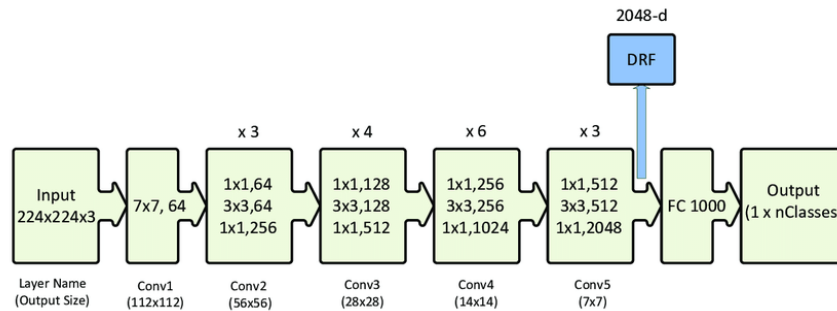 2048-d
DRF
x 3
x 4
x 6
x 3
Input
224x224x3
7x7, 64
1x1,64
3x3,64
1x1,256
1x1,128
3x3,128
1x1,512
1x1,256
3x3,256
1x1,1024
1x1,512
3x3,512
1x1,2048
FC 1000
Output
(1 x nClasses
Layer Name
(Output Size)
Conv1
(112x112)
Conv2
(56x56)
Conv3
(28x28)
Conv4
(14x14)
Conv5
(7x7)